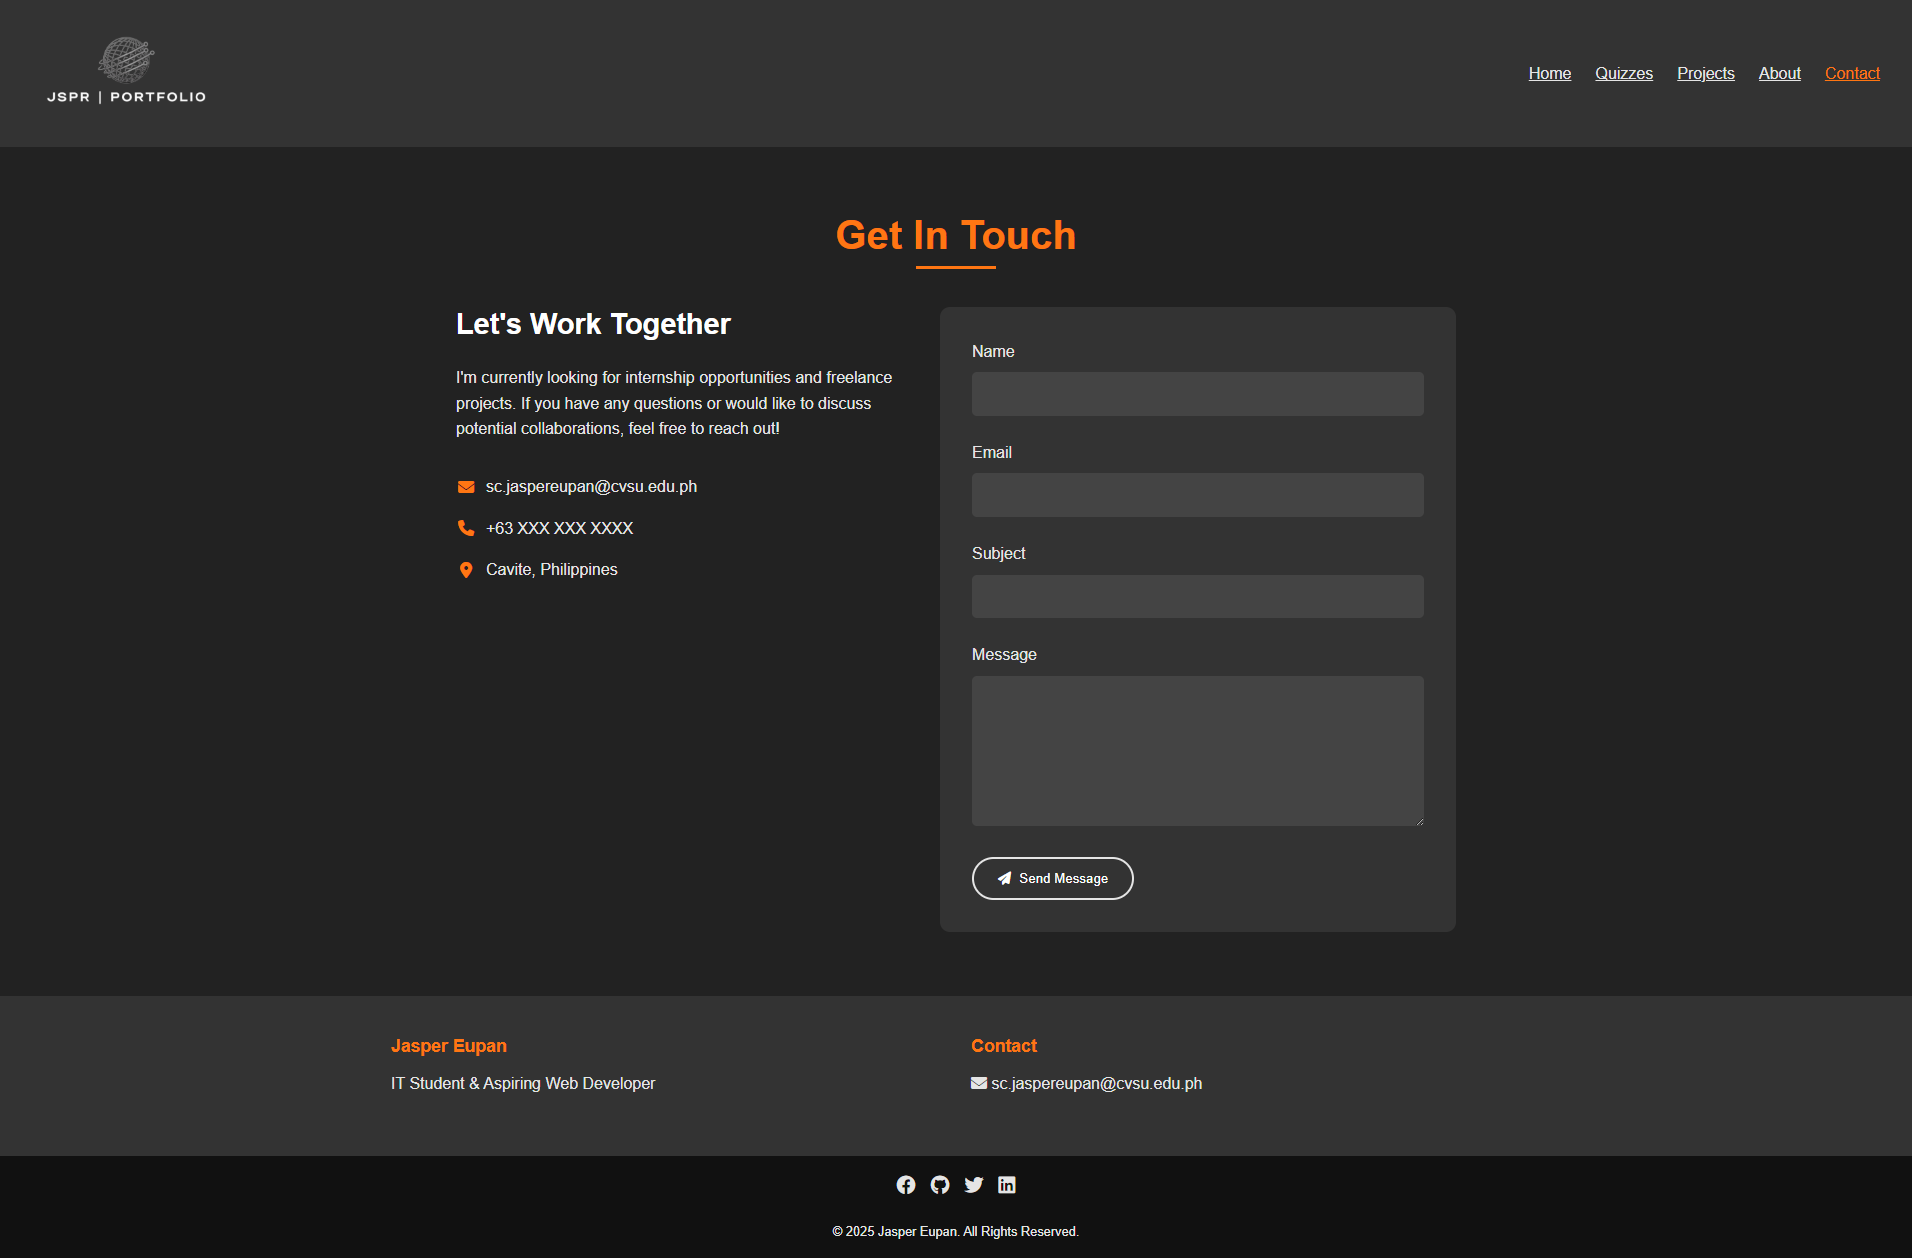 JSPR | PORTFOLIO
Home Quizzes Projects About Contact
Get In Touch
Let's Work Together
I'm currently looking for internship opportunities and freelance
projects. If you have any questions or would like to discuss
potential collaborations, feel free to reach out!
sc.jaspereupan@cvsu.edu.ph
+63 XXX XXX XXXX
Cavite, Philippines
Name
Email
Subject
Message
Send Message
Jasper Eupan
IT Student & Aspiring Web Developer
Contact
sc.jaspereupan@cvsu.edu.ph
© 2025 Jasper Eupan. All Rights Reserved.